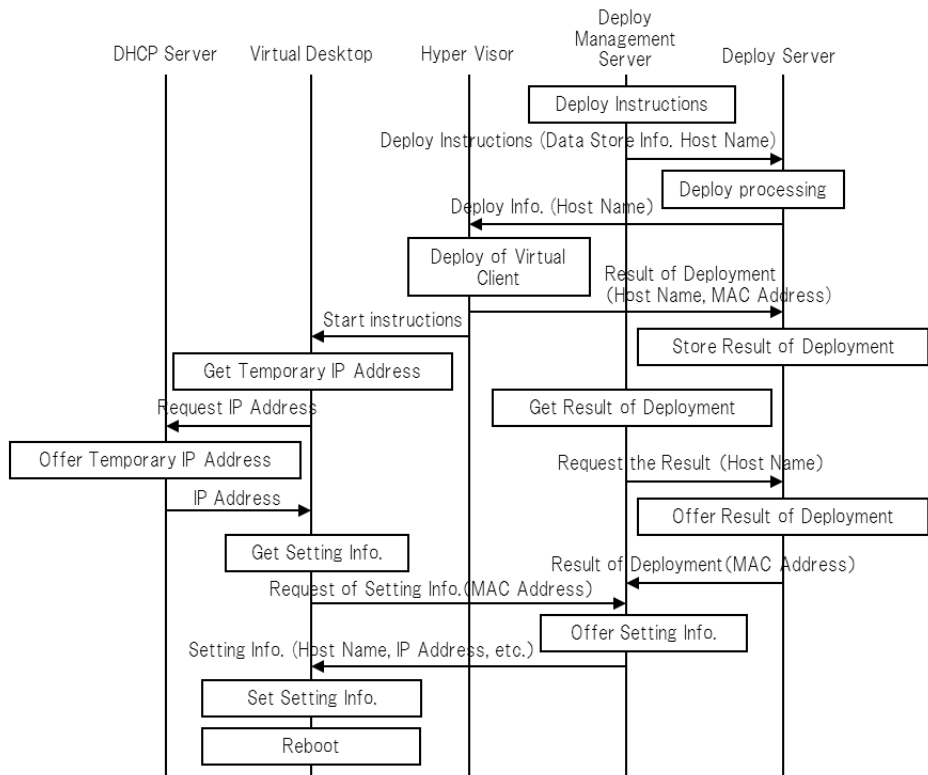 DHCP Server
Virtual Desktop
Hyper Visor
Deploy
Management
Server
Deploy Server
Deploy Instructions
Deploy Instructions (Data Store Info. Host Name)
Deploy processing
Deploy Info. (Host Name)
Deploy of Virtual
Client
Result of Deployment
(Host Name, MAC Address)
Start instructions
Store Result of Deployment
Get Temporary IP Address
Get Result of Deployment
Request IP Address
Offer Temporary IP Address
Request the Result (Host Name)
IP Address
Offer Result of Deployment
Get Setting Info.
Result of Deployment(MAC Address)
Request of Setting Info.(MAC Address)
Offer Setting Info.
Setting Info. (Host Name, IP Address, etc.)
Set Setting Info.
Reboot